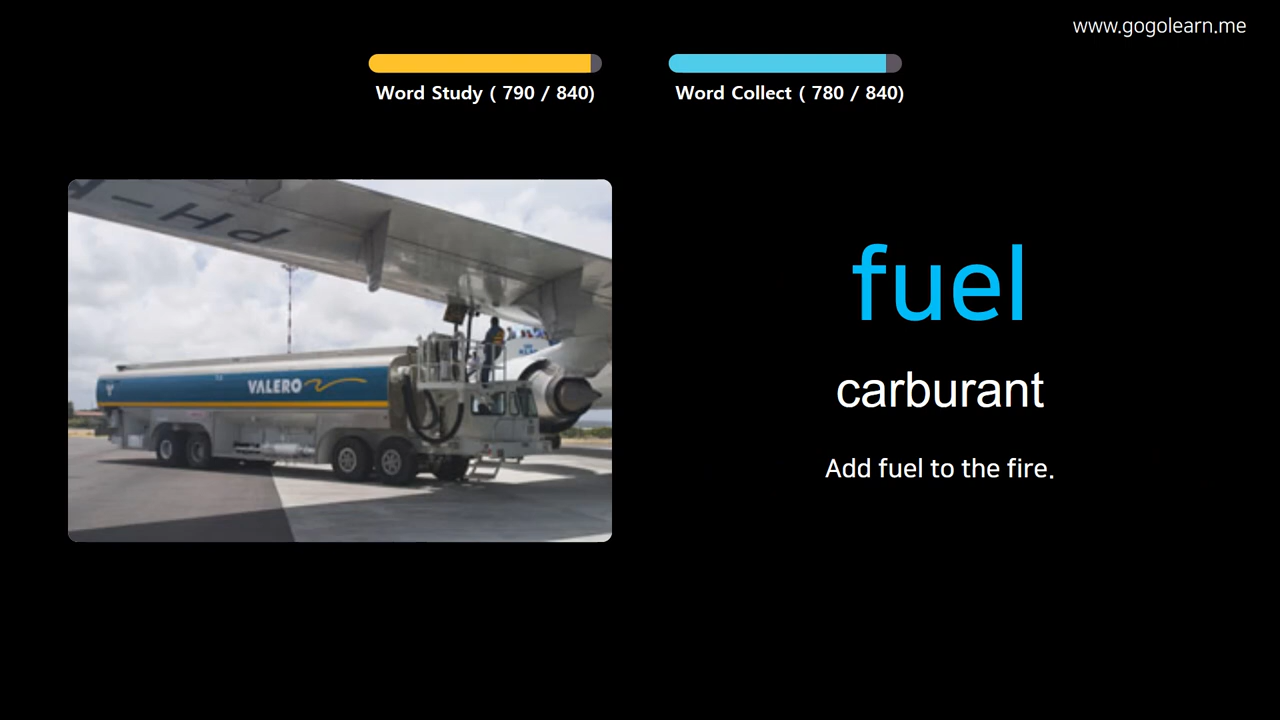 www.gogolearn.me
Word Study ( 790 / 840)
Word Collect ( 780 / 840)
PH-
VALERO
fuel
carburant
Add fuel to the fire.